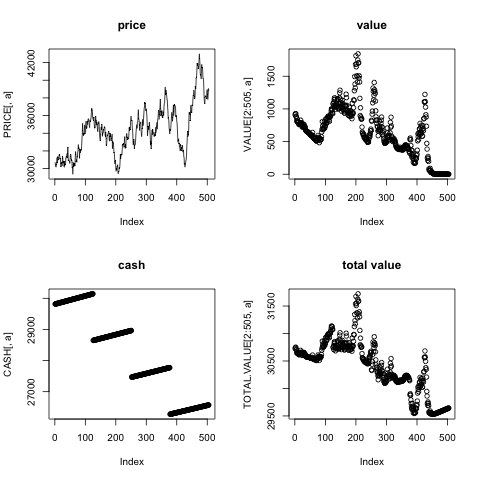 price
PRICE[, a]
30000 36000 42000
0 100 200 300 400 500
Index
value
VALUE[2:505, a]
0 500 1000 1500
0 100 200 300 400 500
Index
cash
CASH[, a]
27000 29000
0 100 200 300 400 500
Index
total value
TOTAL.VALUE[2:505, a]
29500 30500 31500
0 100 200 300 400 500
Index